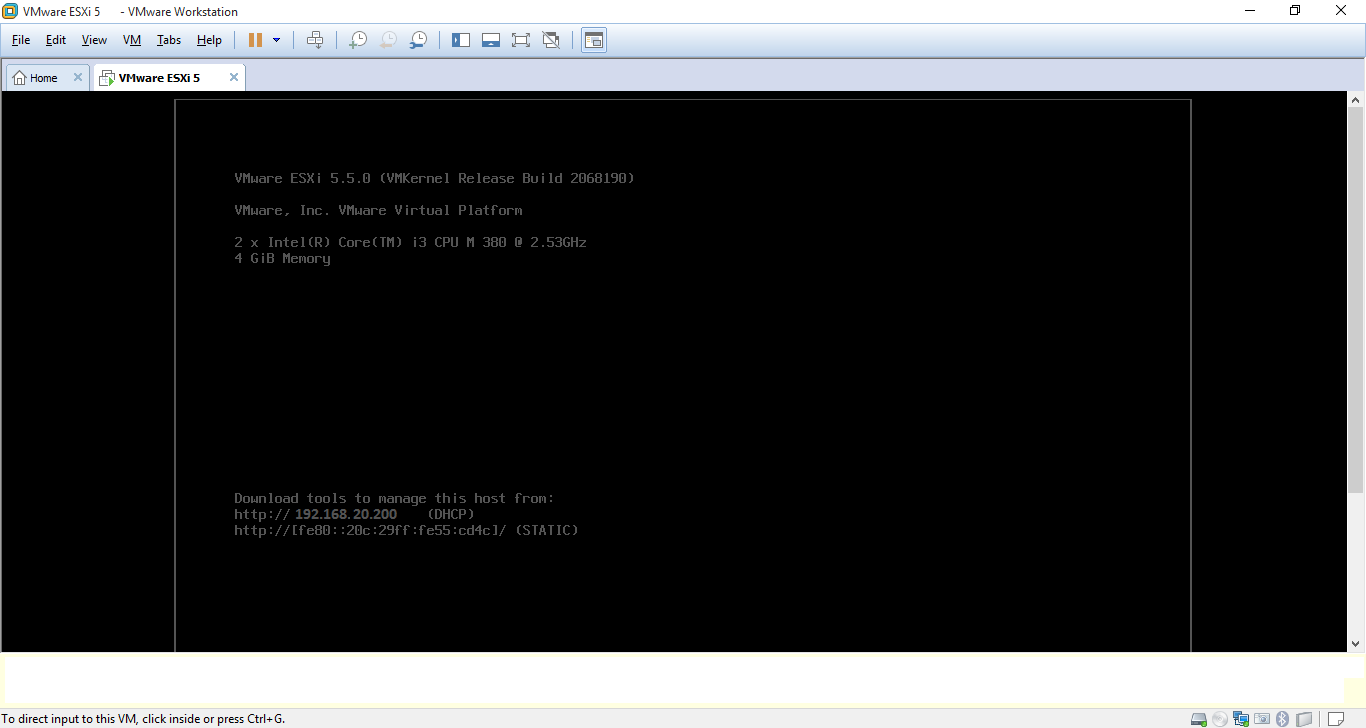 VMware ESXi 5 - VMware Workstation
File Edit View VM Tabs Help
Home VMware ESXi 5
VMware ESXi 5.5.0 (VMKernel Release Build 2068190)
VMware, Inc. VMware Virtual Platform
2 x Intel(R) Core(TM) i3 CPU M 380 @ 2.53GHz
4 GiB Memory
Download tools to manage this host from:
http:// 192.168.20.200 (DHCP)
http://[fe80::20c:29ff:fe55:cd4c]/ (STATIC)
To direct input to this VM, click inside or press Ctrl+G.